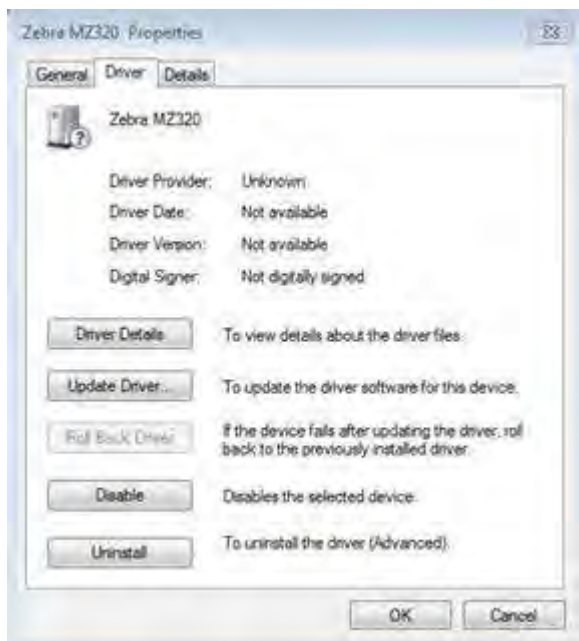 Zebra MZ320 Properties
General Driver Details
Zebra MZ320
Driver Provider: Unknown
Driver Date: Not available
Driver Version: Not available
Digital Signer: Not digitally signed
Driver Details To view details about the driver files.
Update Driver... To update the driver software for this device.
Roll Back Driver If the device fails after updating the driver, roll
back to the previously installed driver.
Disable Disables the selected device.
Uninstall To uninstall the driver (Advanced).
OK Cancel